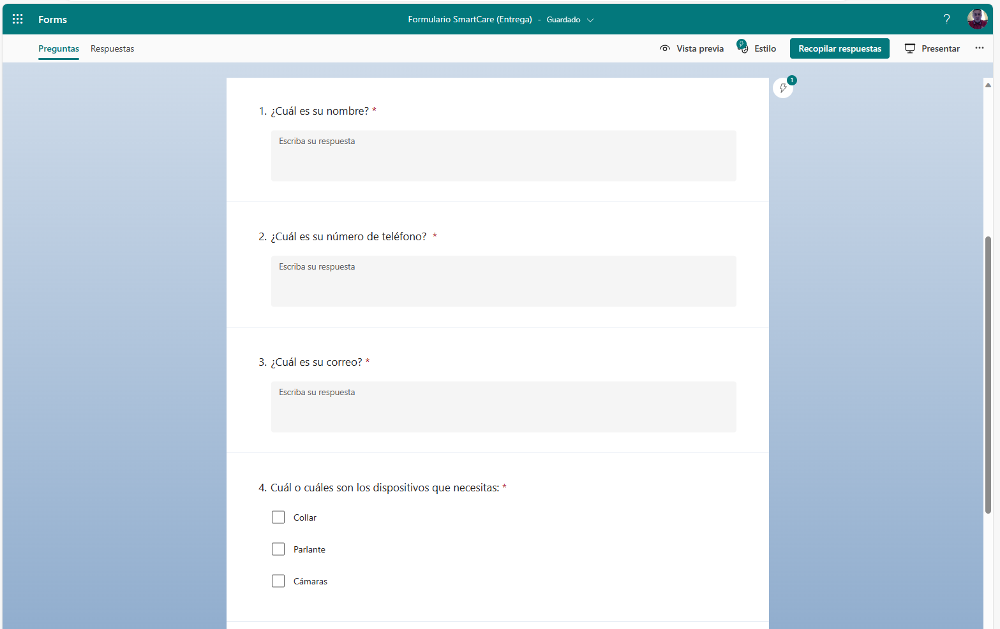 Forms
Formulario SmartCare (Entrega) - Guardado
?
Preguntas Respuestas
Vista previa Estilo Recopilar respuestas Presentar ...
1
1. ¿Cuál es su nombre? *
Escriba su respuesta
2. ¿Cuál es su número de teléfono? *
Escriba su respuesta
3. ¿Cuál es su correo? *
Escriba su respuesta
4. Cuál o cuáles son los dispositivos que necesitas: *
Collar
Parlante
Cámaras